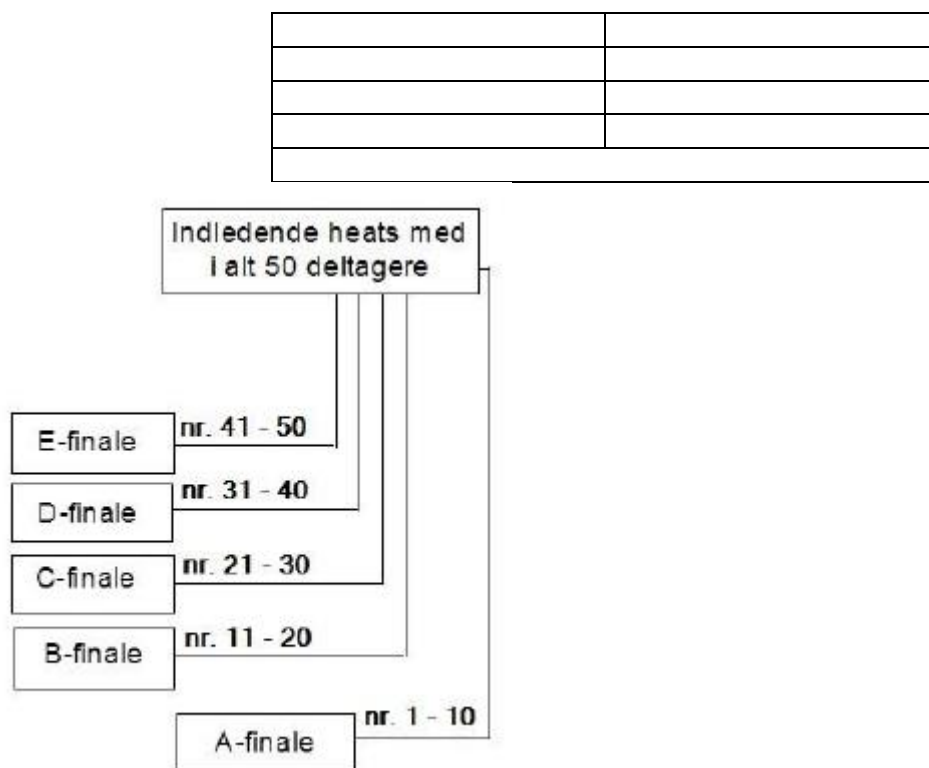 Indledende heats med
i alt 50 deltagere
E-finale
nr. 41 - 50
D-finale
nr. 31 - 40
C-finale
nr. 21 - 30
B-finale
nr. 11 - 20
A-finale
nr. 1 - 10